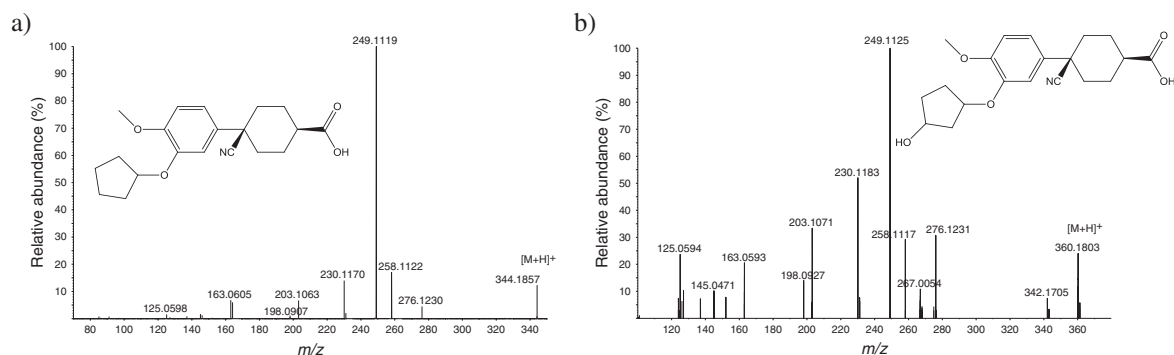 a)
Relative abundance (%)
100
90
80
70
60
50
40
30
20
10
249.1119
[M+H]+
344.1857
258.1122
230.1170
276.1230
203.1063
163.0605
198.0907
125.0598
O
O
NC
O
OH
80 100 120 140 160 180 200 220 240 260 280 300 320 340
m/z
b)
Relative abundance (%)
100
90
80
70
60
50
40
30
20
10
249.1125
230.1183
203.1071
258.1117
276.1231
[M+H]+
360.1803
125.0594
163.0593
198.0927
267.0054
145.0471
342.1705
O
O
NC
O
OH
HO
120 140 160 180 200 220 240 260 280 300 320 340 360
m/z